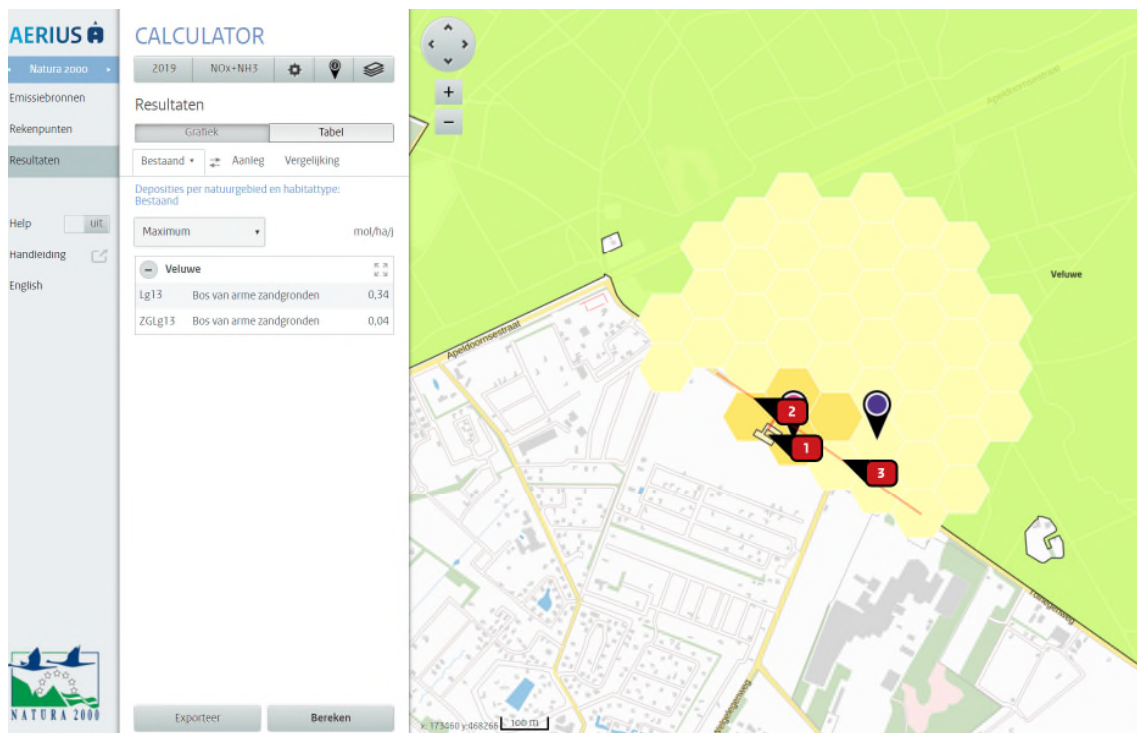 AERIUS
Natura 2000
Emissiebronnen
Rekenpunten
Resultaten
Help uit
Handleiding
English
NATURA 2000
CALCULATOR
2019 NOx+NH3
Resultaten
Grafiek Tabel
Bestaand Aanleg Vergelijking
Deposities per natuurgebied en habitattype:
Bestaand
Maximum mol/ha/j
Veluwe
Lg13 Bos van arme zandgronden 0,34
ZGLg13 Bos van arme zandgronden 0,04
Exporteer Bereken
Apeldoornsestraat
Apeldoornsestraat
Veluwe
2
1
3
x: 173460 y:468266 100 m